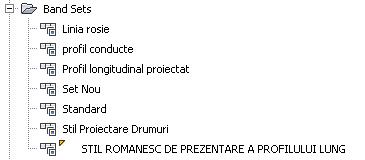 Band Sets
Linia rosie
profil conducte
Profil longitudinal proiectat
Set Nou
Standard
Stil Proiectare Drumuri
STIL ROMANESC DE PREZENTARE A PROFILULUI LUNG